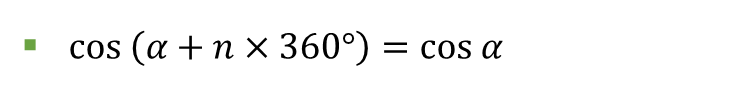 ▪ cos (α + n × 360°) = cos α